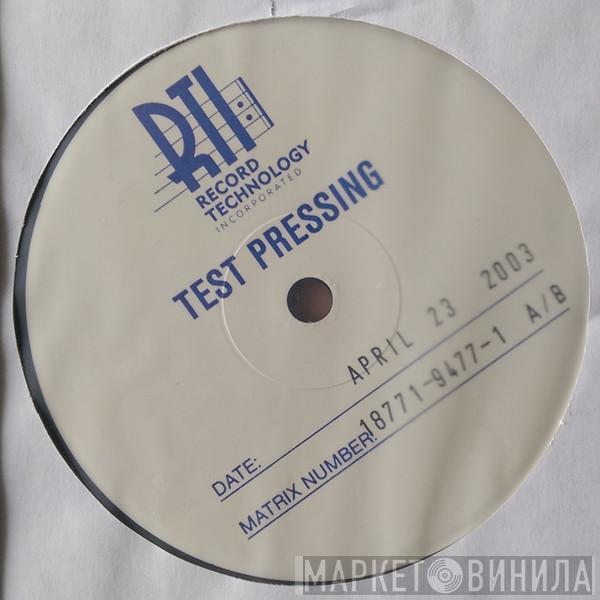 RTI
RECORD
TECHNOLOGY
INCORPORATED
TEST PRESSING
DATE: APRIL 23 2003
MATRIX NUMBER: 18771-9477-1 A/B
МАРКЕТ ВИНИЛА